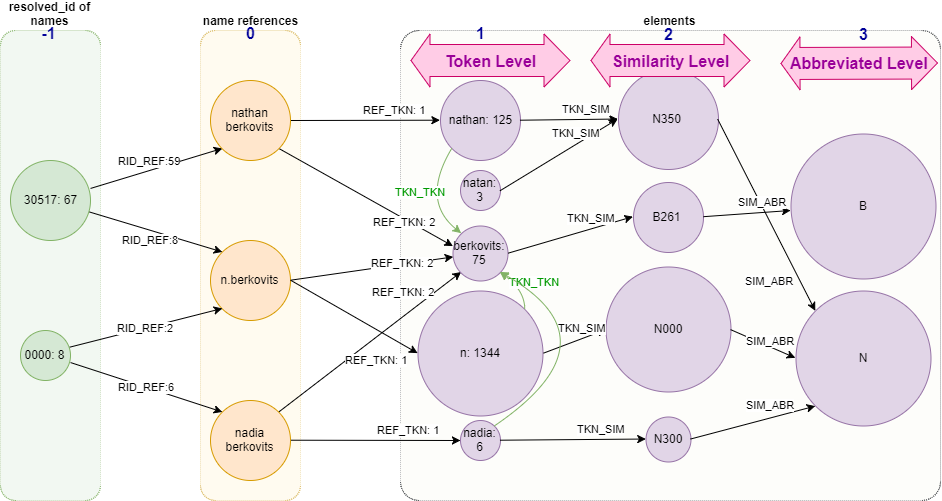 resolved_id of
names
-1
name references
0
elements
1
2
3
Token Level
Similarity Level
Abbreviated Level
30517: 67
0000: 8
RID_REF:59
RID_REF:8
RID_REF:2
RID_REF:6
nathan
berkovits
n.berkovits
nadia
berkovits
REF_TKN: 1
REF_TKN: 2
REF_TKN: 2
REF_TKN: 2
REF_TKN: 1
REF_TKN: 1
nathan: 125
natan:
3
TKN_TKN
berkovits:
75
TKN_TKN
n: 1344
nadia:
6
TKN_SIM
TKN_SIM
TKN_SIM
TKN_SIM
TKN_SIM
N350
B261
N000
N300
SIM_ABR
SIM_ABR
SIM_ABR
SIM_ABR
B
N